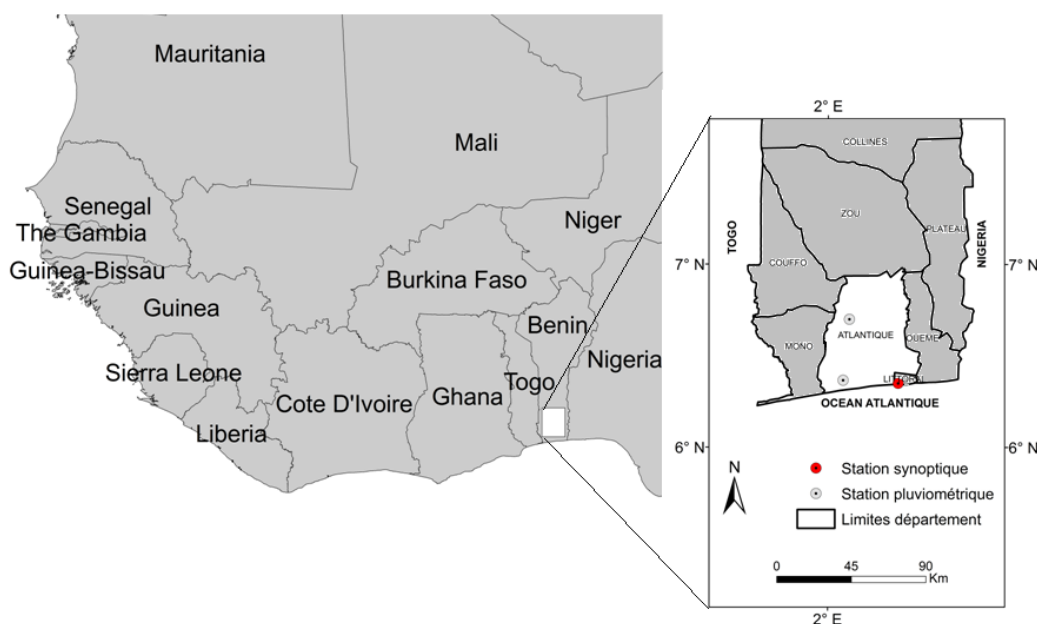 Mauritania
Mali
Senegal
The Gambia
Niger
Guinea-Bissau
Burkina Faso
Guinea
Benin
Nigeria
Sierra Leone
Togo
Cote D'Ivoire
Ghana
Liberia
2° E
COLLINES
ZOU
TOGO
PLATEAU
NIGERIA
7° N
COUFFO
7° N
ATLANTIQUE
OUEME
MONO
LITTORAL
OCEAN ATLANTIQUE
6° N
6° N
N
Station synoptique
Station pluviométrique
Limites département
0 45 90
Km
2° E